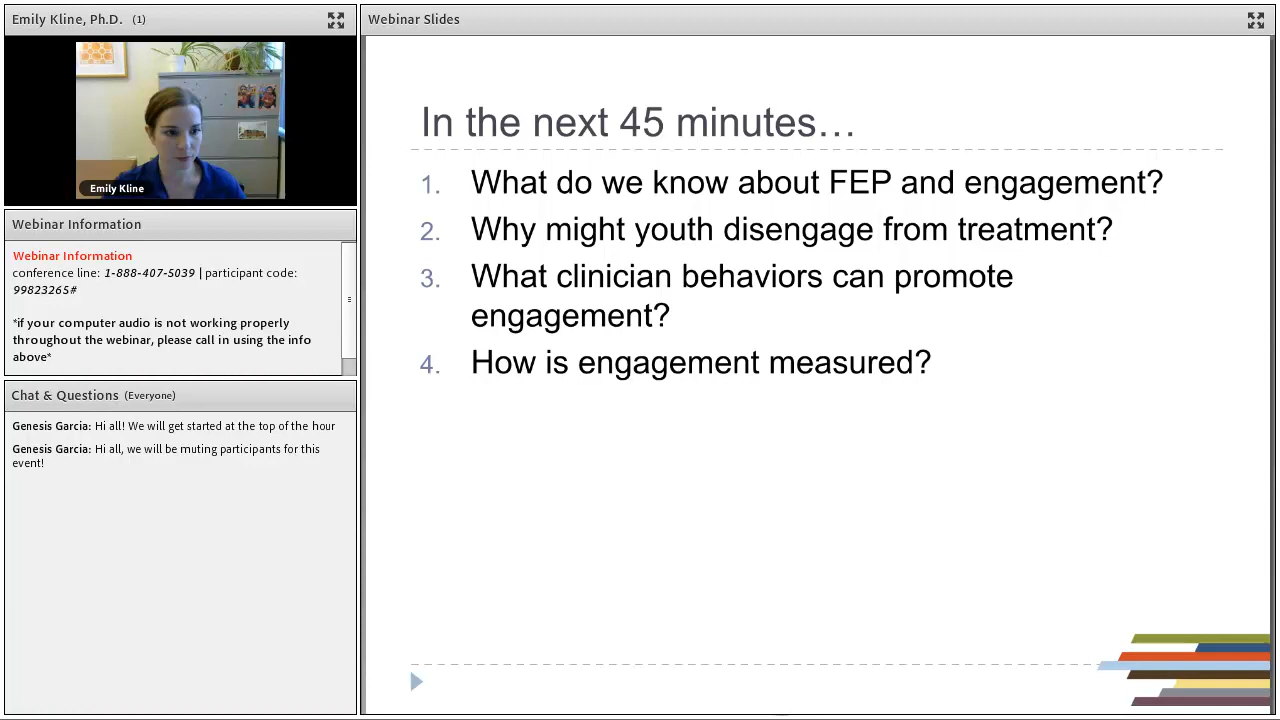 Emily Kline, Ph.D. (1)
Emily Kline
Webinar Information
Webinar Information
conference line: 1-888-407-5039 | participant code:
99823265#
*if your computer audio is not working properly
throughout the webinar, please call in using the info
above*
Chat & Questions (Everyone)
Genesis Garcia: Hi all! We will get started at the top of the hour
Genesis Garcia: Hi all, we will be muting participants for this
event!
Webinar Slides
In the next 45 minutes…
1. What do we know about FEP and engagement?
2. Why might youth disengage from treatment?
3. What clinician behaviors can promote
engagement?
4. How is engagement measured?